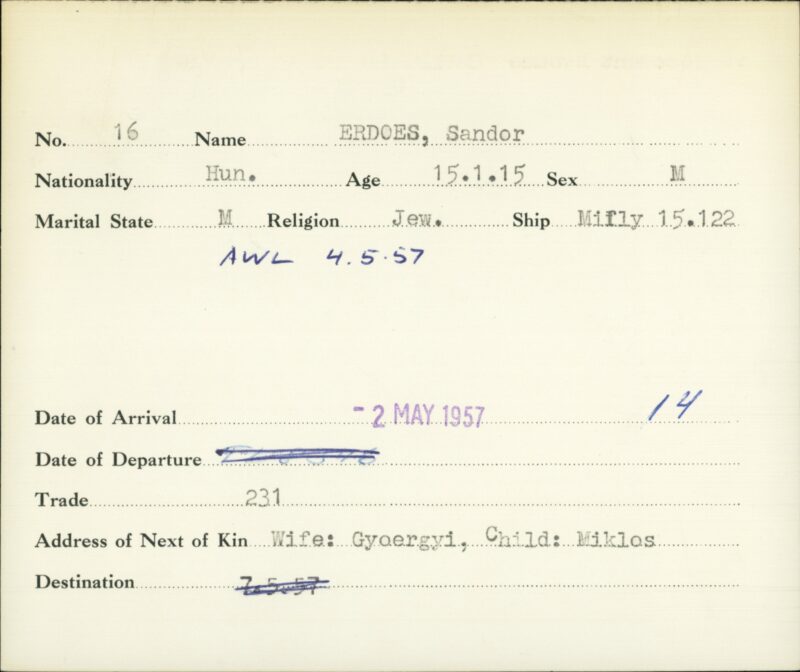 No. 16 Name ERDOES, Sandor
Nationality Hun. Age 15.1.15 Sex M
Marital State M Religion Jew. Ship Mifly 15.122
AWL 4.5.57
Date of Arrival - 2 MAY 1957 14
Date of Departure
Trade 231
Address of Next of Kin Wife: Gyoergyi, Child: Miklos
Destination 7.5.57